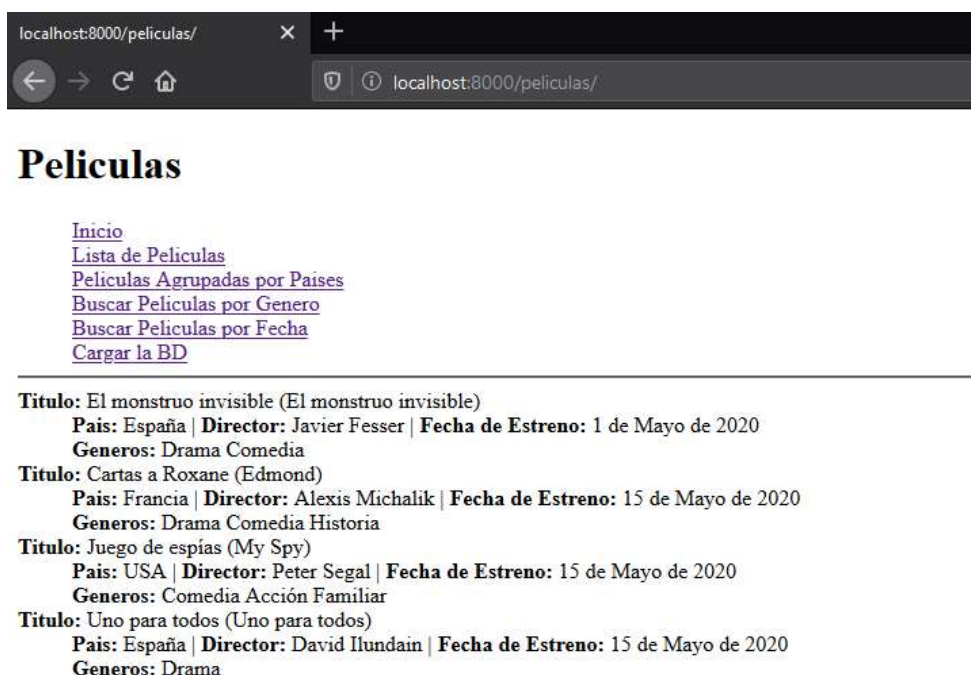 localhost:8000/peliculas/
localhost:8000/peliculas/
Peliculas
Inicio
Lista de Peliculas
Peliculas Agrupadas por Paises
Buscar Peliculas por Genero
Buscar Peliculas por Fecha
Cargar la BD
Titulo: El monstruo invisible (El monstruo invisible)
Pais: España | Director: Javier Fesser | Fecha de Estreno: 1 de Mayo de 2020
Generos: Drama Comedia
Titulo: Cartas a Roxane (Edmond)
Pais: Francia | Director: Alexis Michalik | Fecha de Estreno: 15 de Mayo de 2020
Generos: Drama Comedia Historia
Titulo: Juego de espías (My Spy)
Pais: USA | Director: Peter Segal | Fecha de Estreno: 15 de Mayo de 2020
Generos: Comedia Acción Familiar
Titulo: Uno para todos (Uno para todos)
Pais: España | Director: David Ilundain | Fecha de Estreno: 15 de Mayo de 2020
Generos: Drama